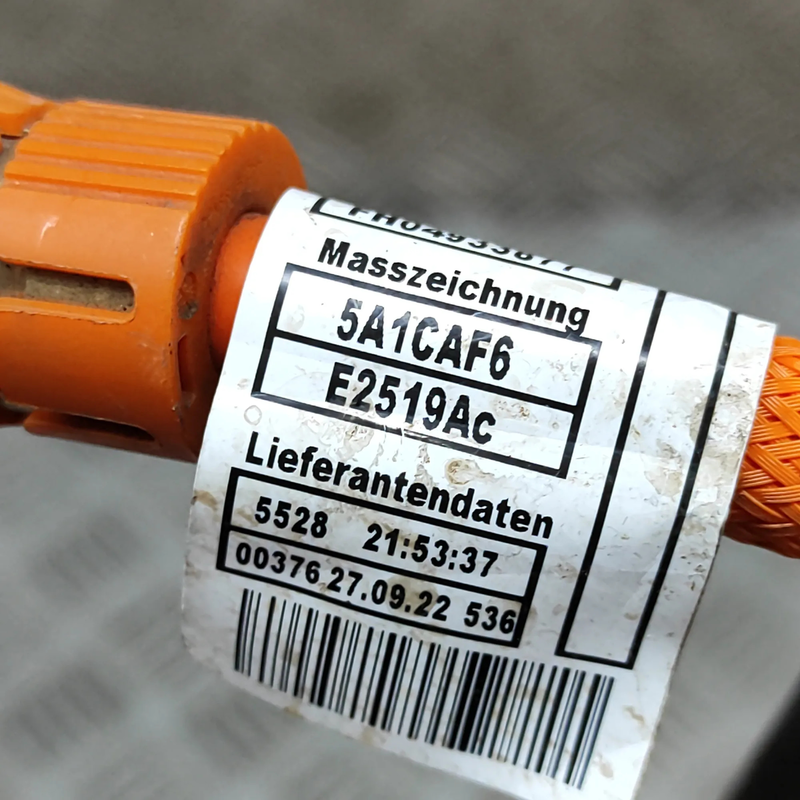 Masszeichnung
5A1CAF6
E2519Ac
Lieferantendaten
5528 21:53:37
00376 27.09.22 536